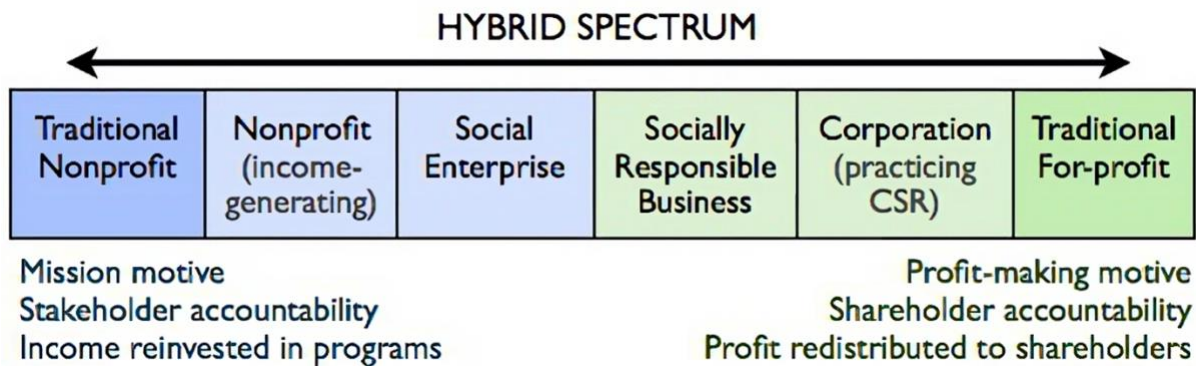 HYBRID SPECTRUM
Traditional
Nonprofit
Nonprofit
(income-
generating)
Social
Enterprise
Socially
Responsible
Business
Corporation
(practicing
CSR)
Traditional
For-profit
Mission motive
Stakeholder accountability
Income reinvested in programs
Profit-making motive
Shareholder accountability
Profit redistributed to shareholders